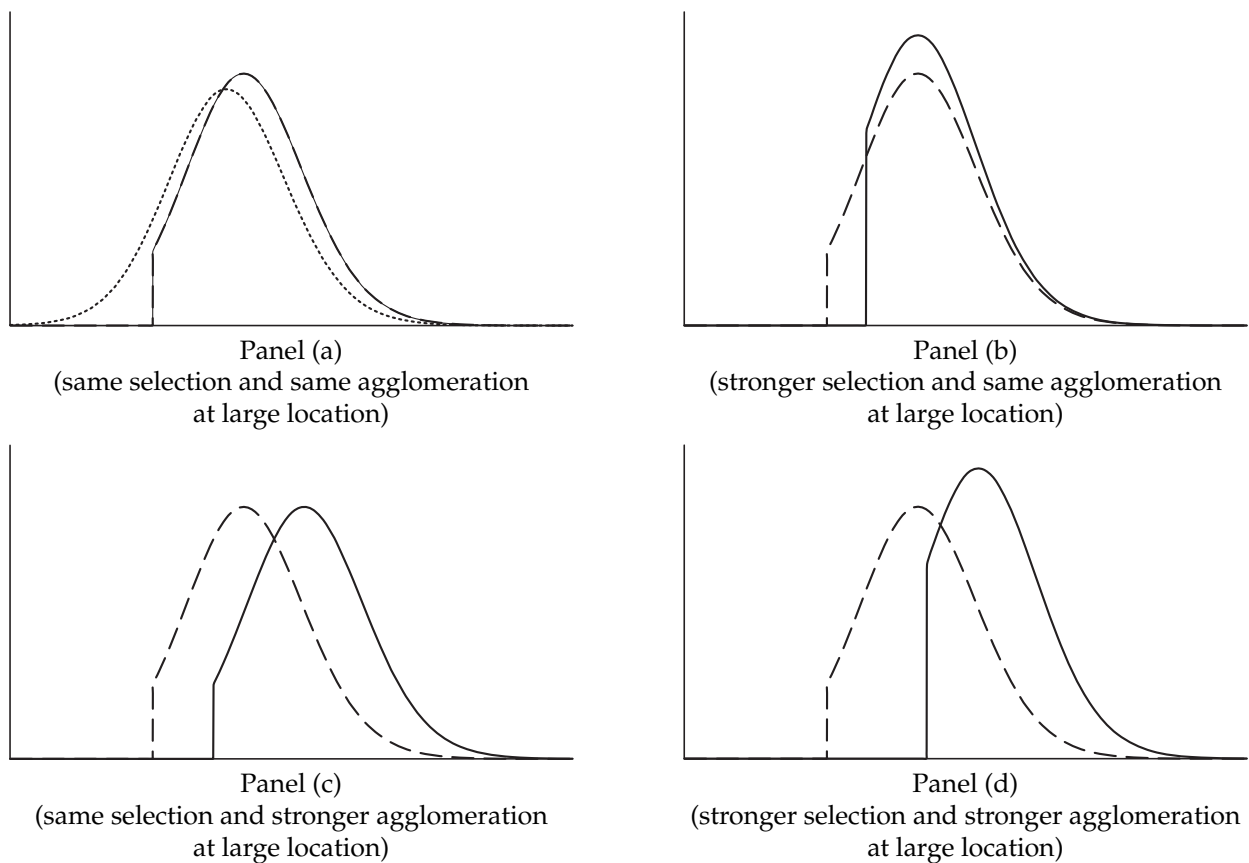 Panel (a)
(same selection and same agglomeration
at large location)
Panel (b)
(stronger selection and same agglomeration
at large location)
Panel (c)
(same selection and stronger agglomeration
at large location)
Panel (d)
(stronger selection and stronger agglomeration
at large location)